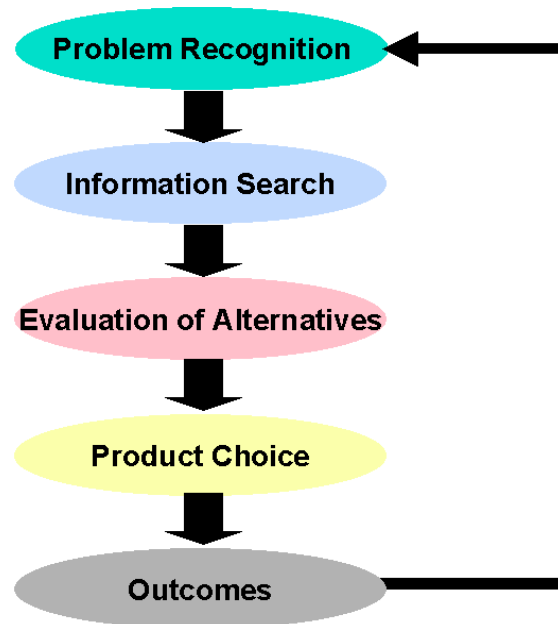 Problem Recognition
Information Search
Evaluation of Alternatives
Product Choice
Outcomes